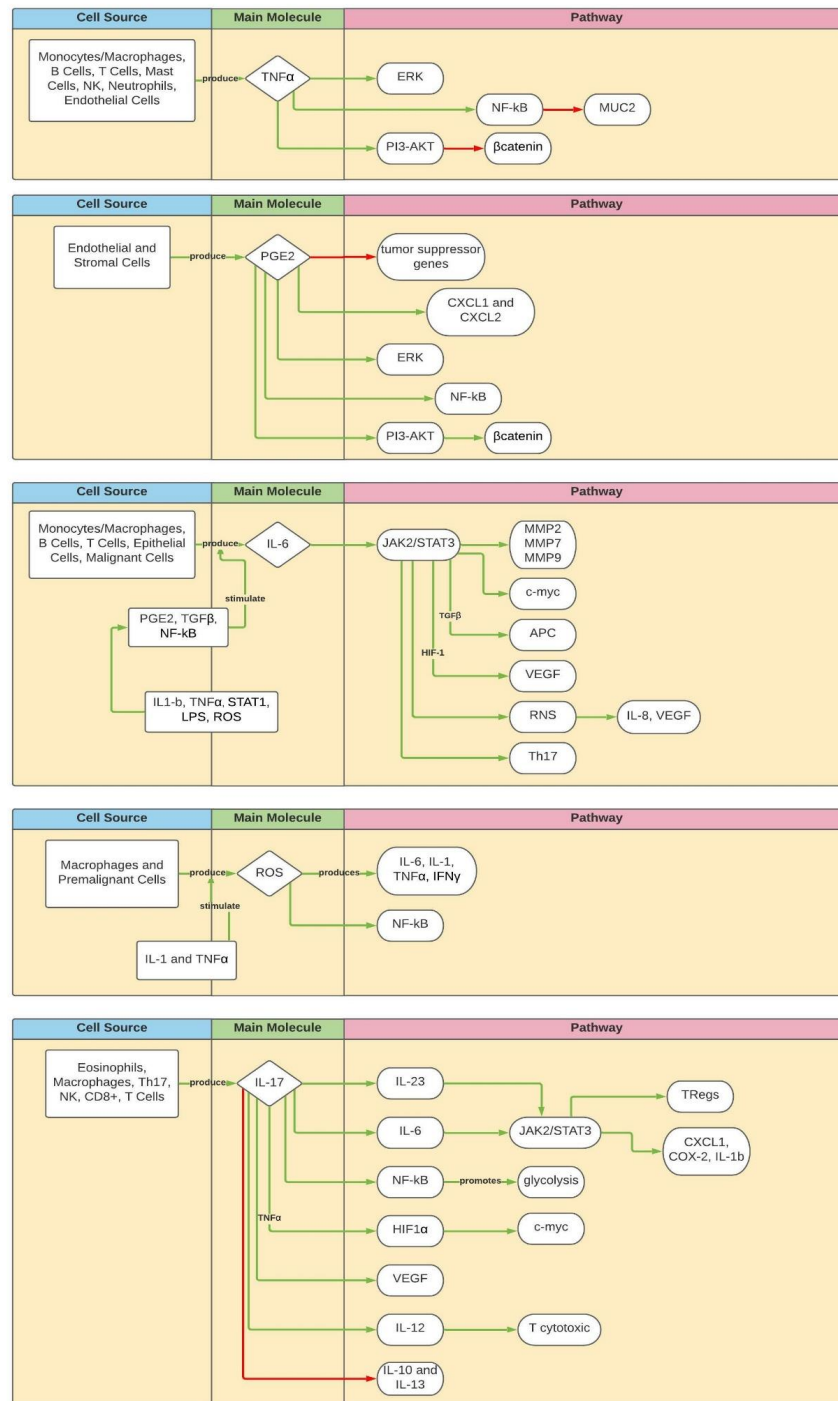 Cell Source
Main Molecule
Pathway
Monocytes/Macrophages,
B Cells, T Cells, Mast
Cells, NK, Neutrophils,
Endothelial Cells
produce
TNFα
ERK
NF-kB
MUC2
PI3-AKT
βcatenin
Cell Source
Main Molecule
Pathway
Endothelial and
Stromal Cells
produce
PGE2
tumor suppressor
genes
CXCL1 and
CXCL2
ERK
NF-kB
PI3-AKT
βcatenin
Cell Source
Main Molecule
Pathway
Monocytes/Macrophages,
B Cells, T Cells, Epithelial
Cells, Malignant Cells
produce
IL-6
JAK2/STAT3
MMP2
MMP7
MMP9
stimulate
c-myc
PGE2, TGFβ,
NF-kB
TGFβ
APC
HIF-1
VEGF
IL1-b, TNFα, STAT1,
LPS, ROS
RNS
IL-8, VEGF
Th17
Cell Source
Main Molecule
Pathway
Macrophages and
Premalignant Cells
produce
ROS
produces
IL-6, IL-1,
TNFα, IFNγ
stimulate
NF-kB
IL-1 and TNFα
Cell Source
Main Molecule
Pathway
Eosinophils,
Macrophages, Th17,
NK, CD8+, T Cells
produce
IL-17
IL-23
TRegs
IL-6
JAK2/STAT3
CXCL1,
COX-2, IL-1b
NF-kB
promotes
glycolysis
TNFα
HIF1α
c-myc
VEGF
IL-12
T cytotoxic
IL-10 and
IL-13